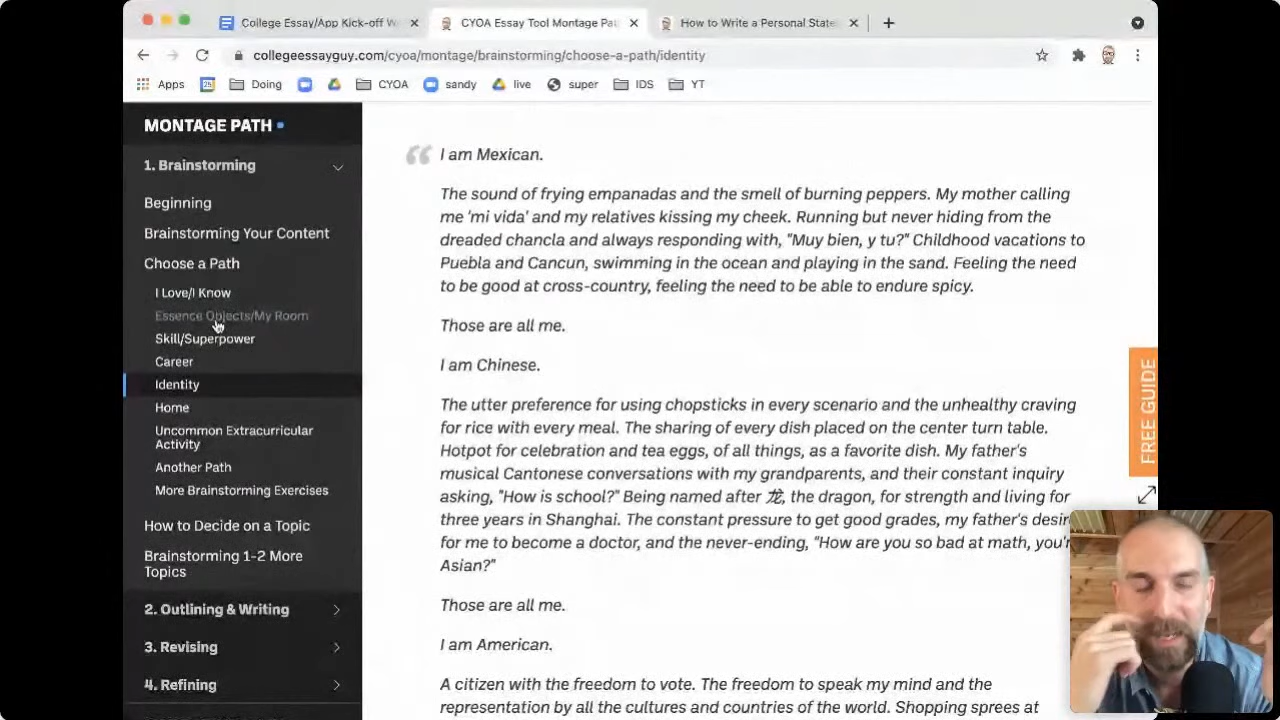 College Essay/App Kick-off W
CYOA Essay Tool Montage Pat
How to Write a Personal State
collegeessayguy.com/cyoa/montage/brainstorming/choose-a-path/identity
Apps
Doing
CYOA
sandy
live
super
IDS
YT
MONTAGE PATH
1. Brainstorming
Beginning
Brainstorming Your Content
Choose a Path
I Love/I Know
Essence Objects/My Room
Skill/Superpower
Career
Identity
Home
Uncommon Extracurricular
Activity
Another Path
More Brainstorming Exercises
How to Decide on a Topic
Brainstorming 1-2 More
Topics
2. Outlining & Writing
3. Revising
4. Refining
“ I am Mexican.
The sound of frying empanadas and the smell of burning peppers. My mother calling
me 'mi vida' and my relatives kissing my cheek. Running but never hiding from the
dreaded chancla and always responding with, "Muy bien, y tu?" Childhood vacations to
Puebla and Cancun, swimming in the ocean and playing in the sand. Feeling the need
to be good at cross-country, feeling the need to be able to endure spicy.
Those are all me.
I am Chinese.
The utter preference for using chopsticks in every scenario and the unhealthy craving
for rice with every meal. The sharing of every dish placed on the center turn table.
Hotpot for celebration and tea eggs, of all things, as a favorite dish. My father's
musical Cantonese conversations with my grandparents, and their constant inquiry
asking, "How is school?" Being named after 龙, the dragon, for strength and living for
three years in Shanghai. The constant pressure to get good grades, my father's desire
for me to become a doctor, and the never-ending, "How are you so bad at math, you'r
Asian?"
Those are all me.
I am American.
A citizen with the freedom to vote. The freedom to speak my mind and the
representation by all the cultures and countries of the world. Shopping sprees at
FREE GUIDE